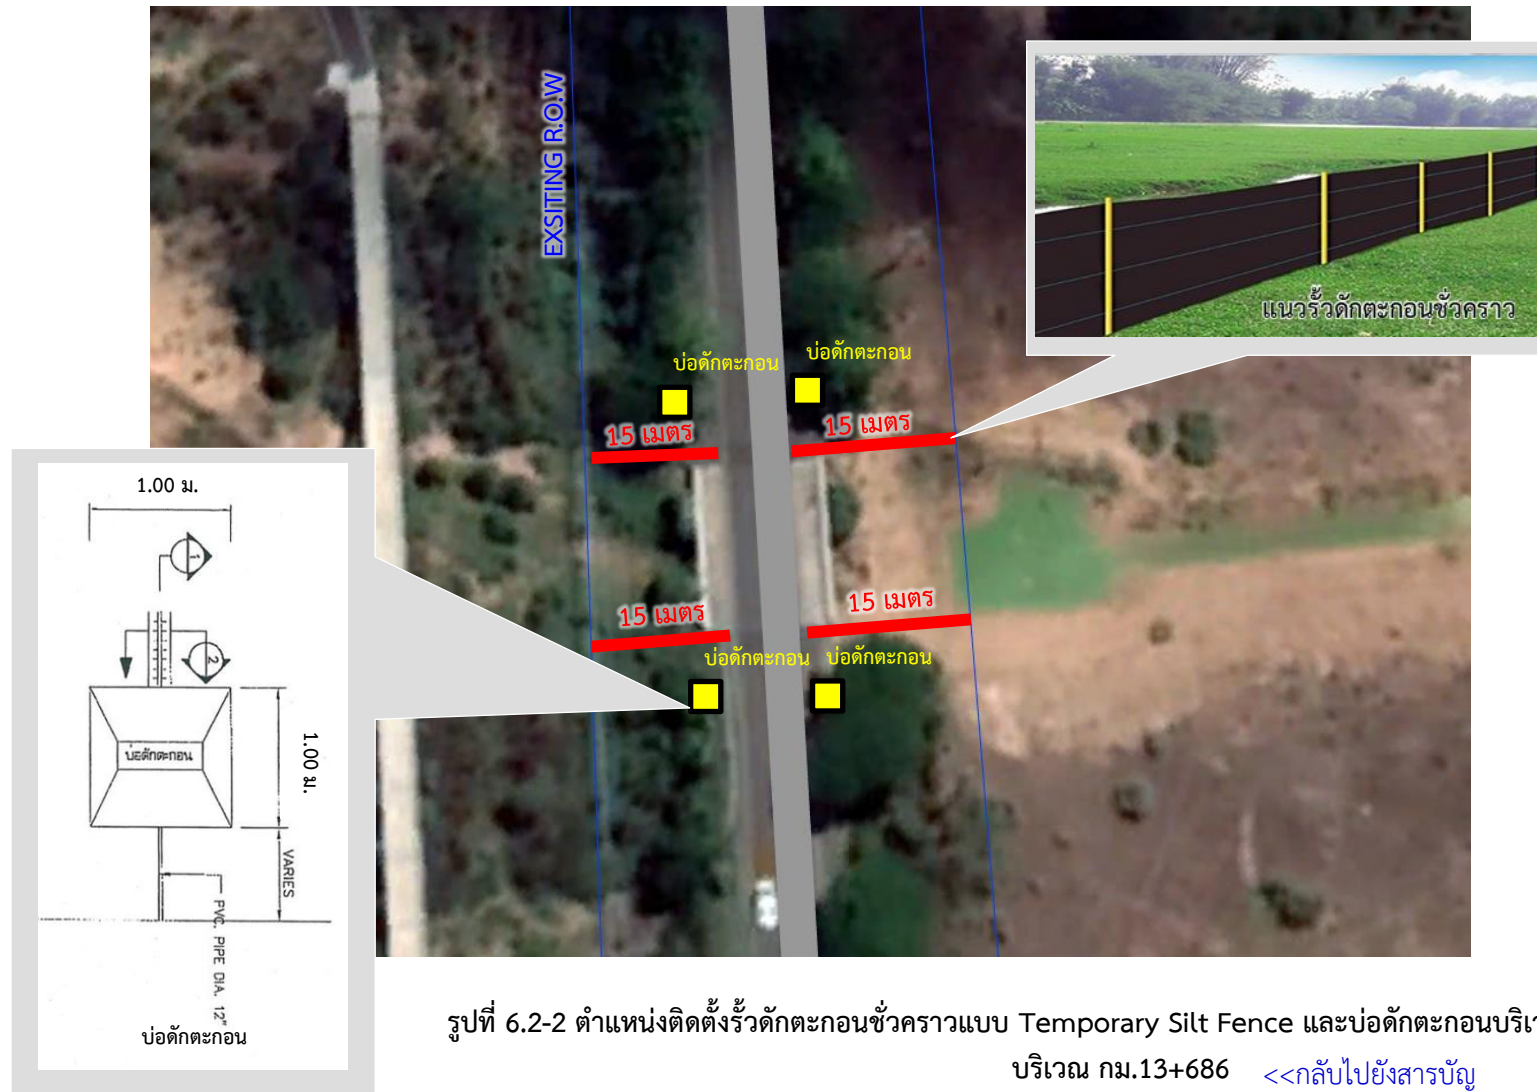 EXSITING R.O.W
แนวรั้วดักตะกอนชั่วคราว
บ่อดักตะกอน
บ่อดักตะกอน
15 เมตร
15 เมตร
15 เมตร
15 เมตร
บ่อดักตะกอน
บ่อดักตะกอน
1.00 ม.
1
2
บ่อดักตะกอน
1.00 ม.
VARIES
PVC. PIPE DIA. 12"
บ่อดักตะกอน
รูปที่ 6.2-2 ตำแหน่งติดตั้งรั้วดักตะกอนชั่วคราวแบบ Temporary Silt Fence และบ่อดักตะกอน
บริเวณ กม.13+686
<<กลับไปยังสารบัญ